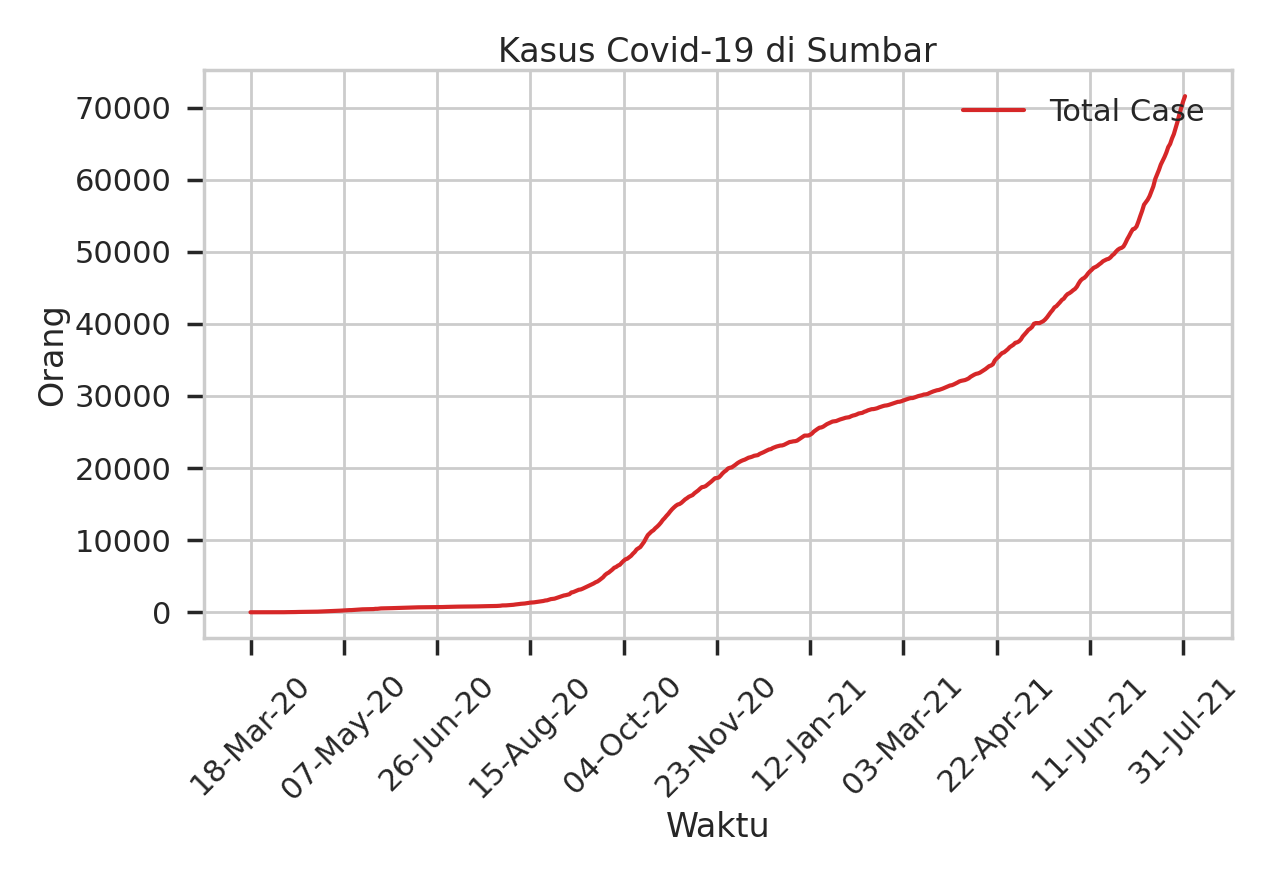 Kasus Covid-19 di Sumbar
Total Case
Orang
70000
60000
50000
40000
30000
20000
10000
0
18-Mar-20
07-May-20
26-Jun-20
15-Aug-20
04-Oct-20
23-Nov-20
12-Jan-21
03-Mar-21
22-Apr-21
11-Jun-21
31-Jul-21
Waktu